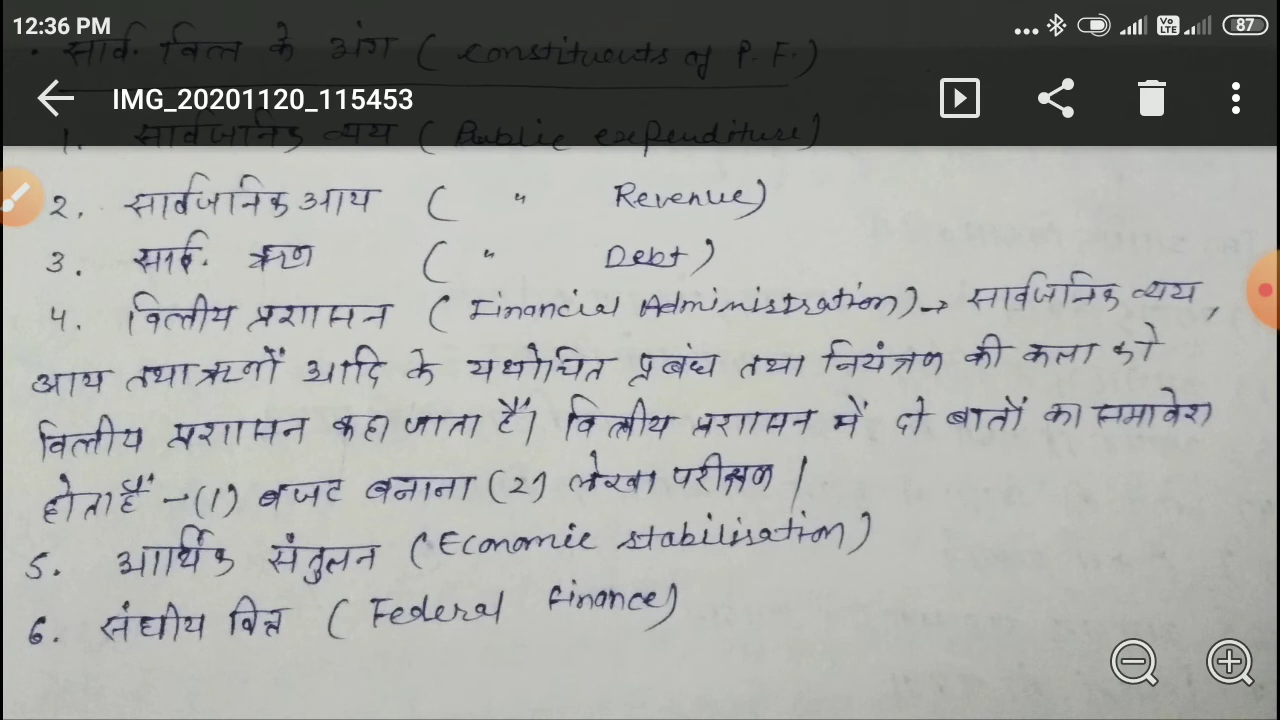 12:36 PM
87
• सार्व. वित्त के अंग ( constituents of P. F.)
IMG_20201120_115453
1. सार्वजनिक व्यय ( Public expenditure)
2. सार्वजनिक आय ( " Revenue)
3. सार्व. ऋण ( " Debt)
4. वित्तीय प्रशासन ( Financial Administration) → सार्वजनिक व्यय,
आय तथा ऋणों आदि के यथोचित प्रबंध तथा नियंत्रण की कला को
वित्तीय प्रशासन कहा जाता हैं। वित्तीय प्रशासन में दो बातों का समावेश
होता हैं - (1) बजट बनाना (2) लेखा परीक्षण |
5. आर्थिक संतुलन ( Economic stabilisation)
6. संघीय वित्त ( Federal Finance)